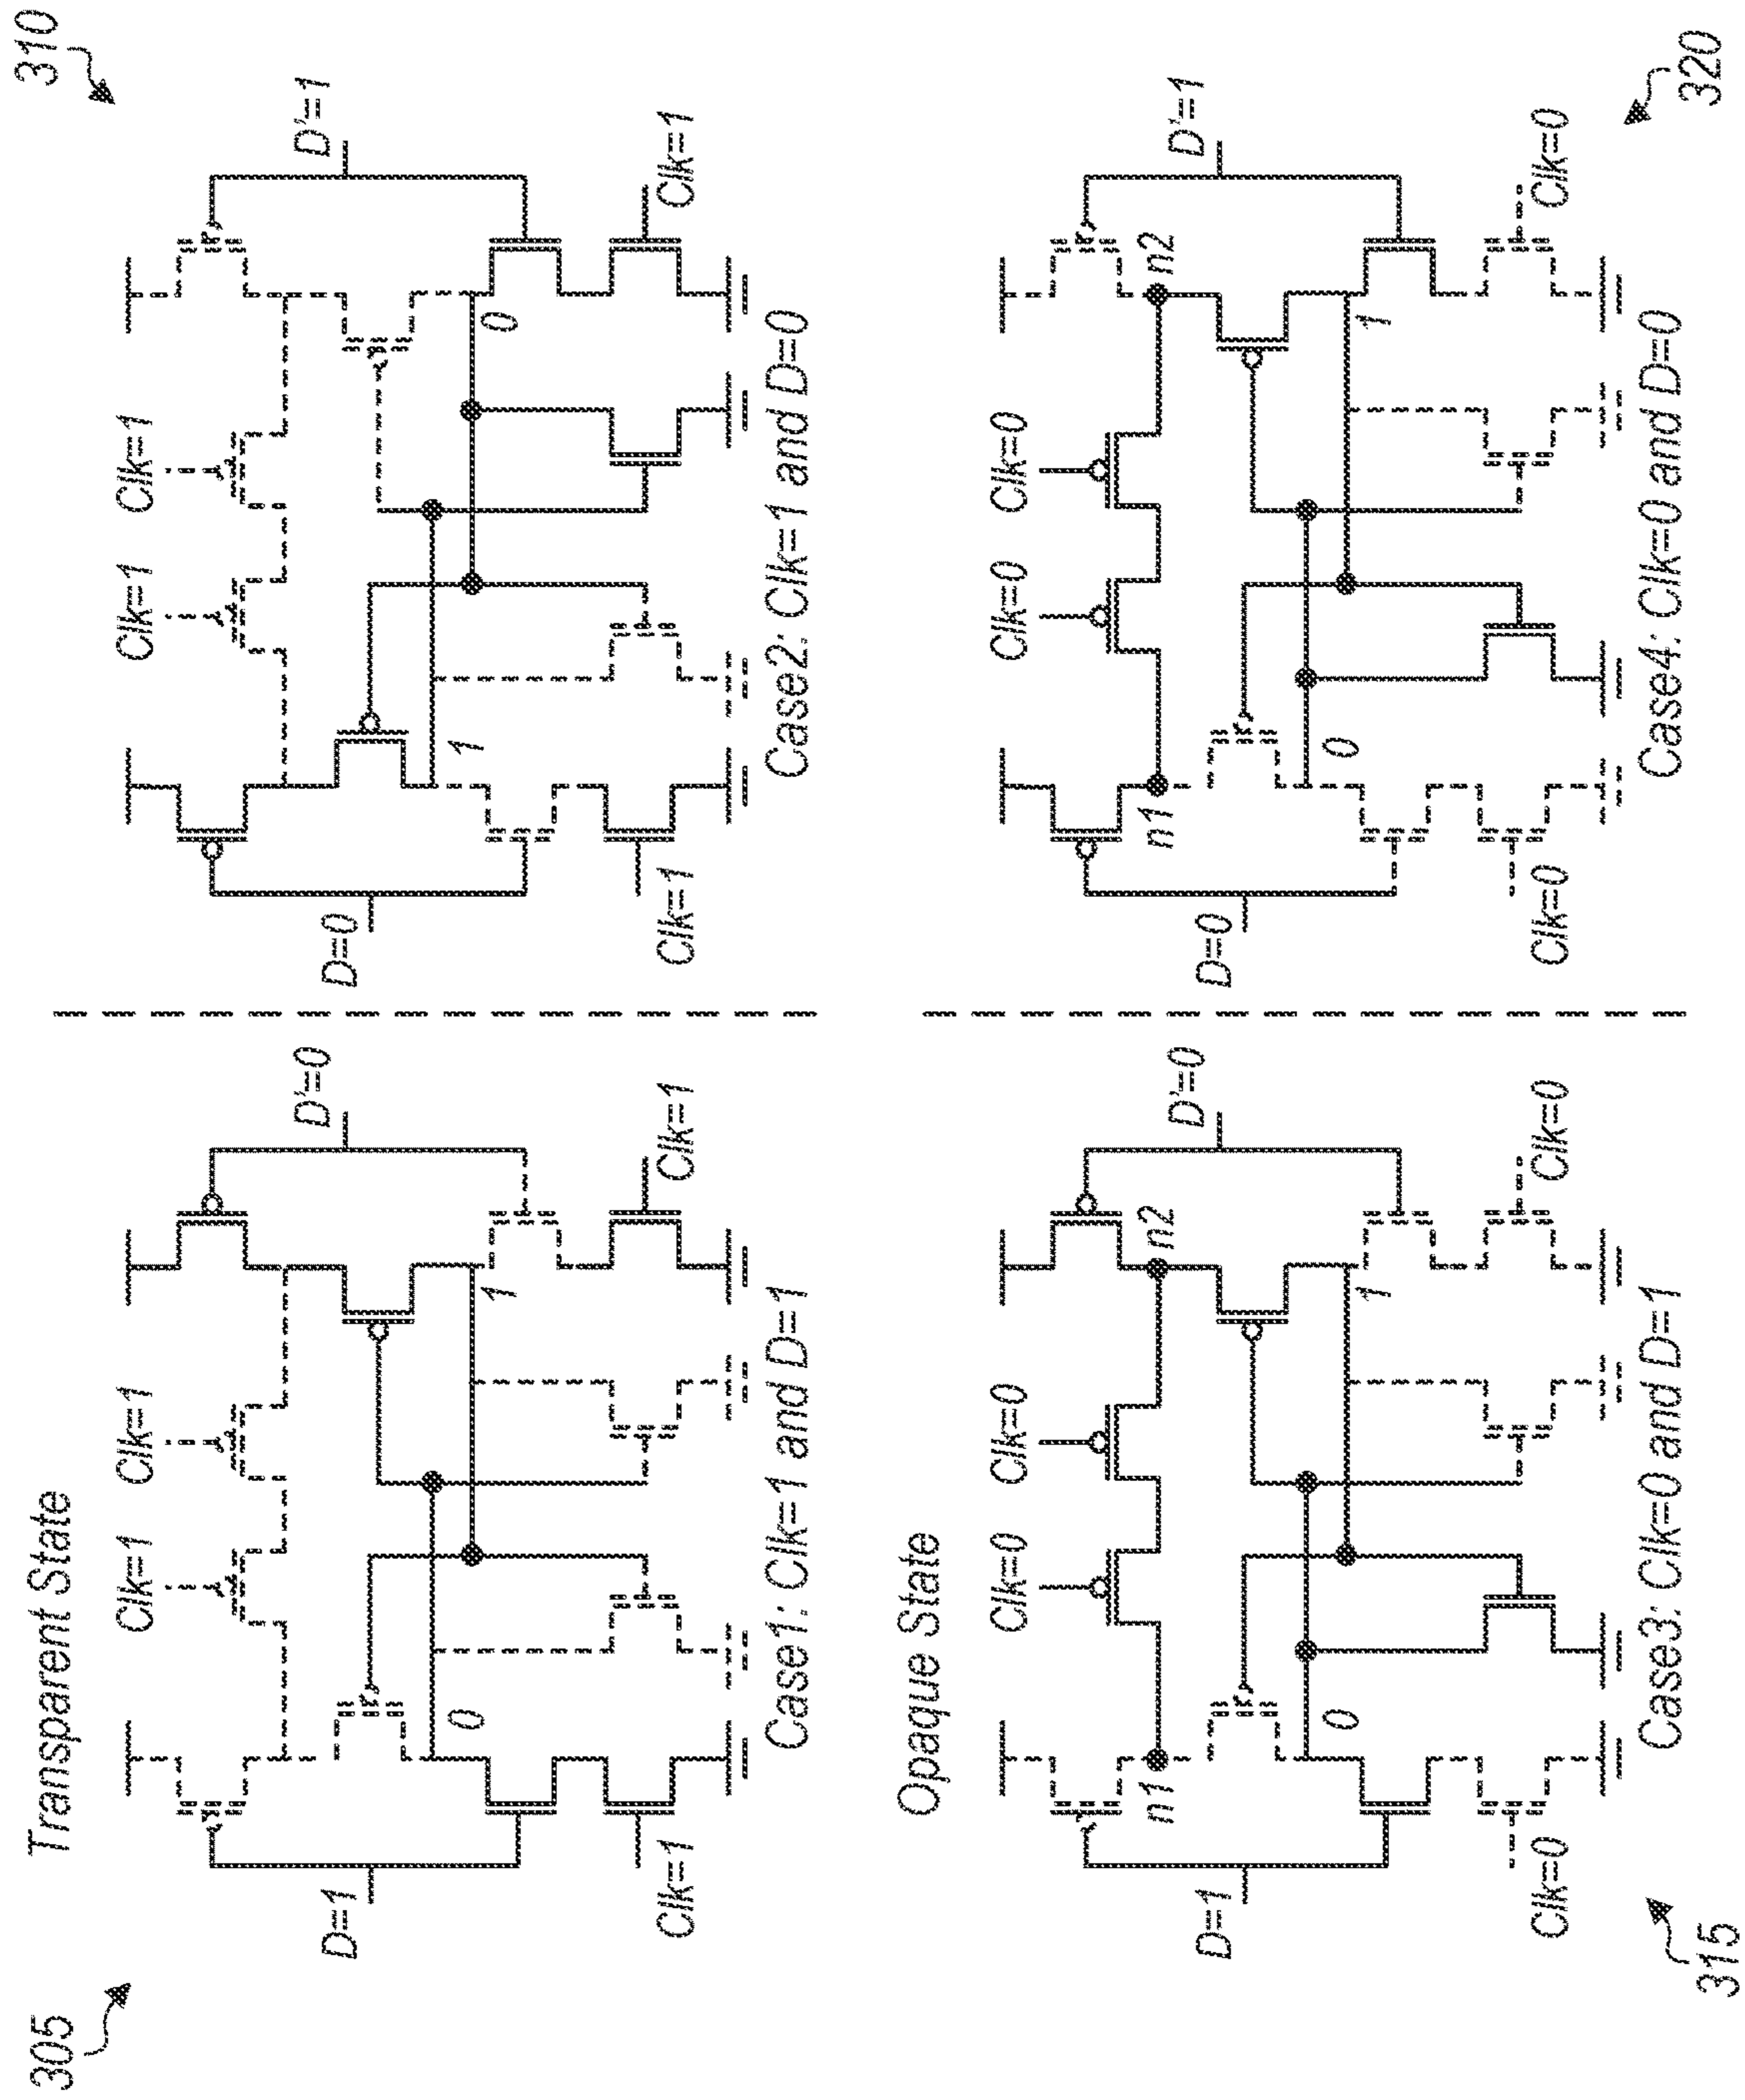 305
Transparent State
Clk=1
Clk=1
D'=0
D=1
0
1
Clk=1
Clk=1
Case1: Clk=1 and D=1
310
Clk=1
Clk=1
D'=1
D=0
1
0
Clk=1
Clk=1
Case2: Clk=1 and D=0
Opaque State
Clk=0
Clk=0
n1
n2
D'=0
D=1
0
1
Clk=0
Clk=0
Case3: Clk=0 and D=1
315
Clk=0
Clk=0
n1
n2
D'=1
D=0
0
1
Clk=0
Clk=0
Case4: Clk=0 and D=0
320